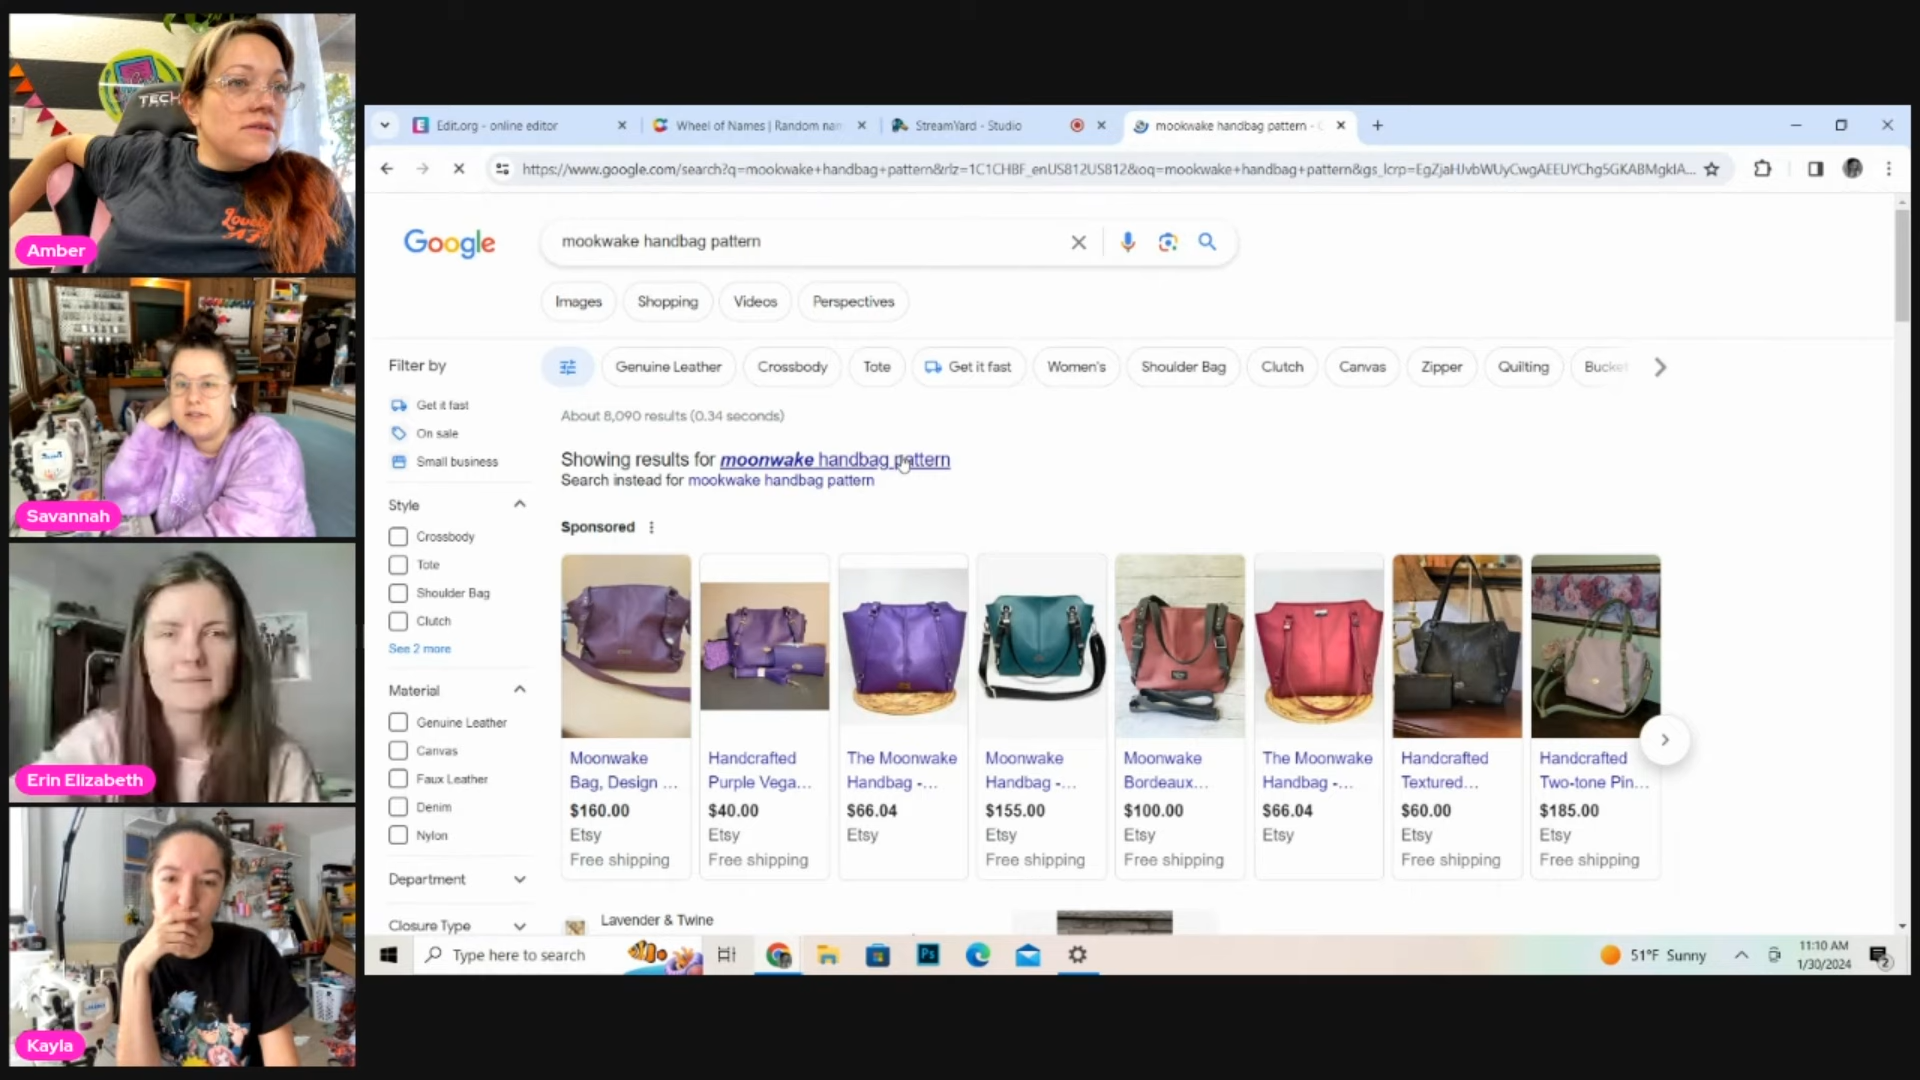 TECH
Lovely
Amber
Savannah
Erin Elizabeth
Kayla
Edit.org - online editor
Wheel of Names | Random nam
StreamYard - Studio
mookwake handbag pattern -
https://www.google.com/search?q=mookwake+handbag+pattern&rlz=1C1CHBF_enUS812US812&oq=mookwake+handbag+pattern&gs_lcrp=
Google
mookwake handbag pattern
Images
Shopping
Videos
Perspectives
Filter by
Genuine Leather
Crossbody
Tote
Get it fast
Women's
Shoulder Bag
Clutch
Canvas
Zipper
Quilting
Bucket
Get it fast
On sale
Small business
About 8,090 results (0.34 seconds)
Showing results for moonwake handbag pattern
Search instead for mookwake handbag pattern
Style
Crossbody
Tote
Shoulder Bag
Clutch
See 2 more
Material
Genuine Leather
Canvas
Faux Leather
Denim
Nylon
Department
Closure Type
Sponsored
Moonwake
Bag, Design ...
$160.00
Etsy
Free shipping
Handcrafted
Purple Vega...
$40.00
Etsy
Free shipping
The Moonwake
Handbag -...
$66.04
Etsy
Moonwake
Handbag -...
$155.00
Etsy
Free shipping
Moonwake
Bordeaux...
$100.00
Etsy
Free shipping
The Moonwake
Handbag -...
$66.04
Etsy
Handcrafted
Textured...
$60.00
Etsy
Free shipping
Handcrafted
Two-tone Pin...
$185.00
Etsy
Free shipping
Lavender & Twine
Type here to search
Ps
51°F Sunny
11:10 AM
1/30/2024
2